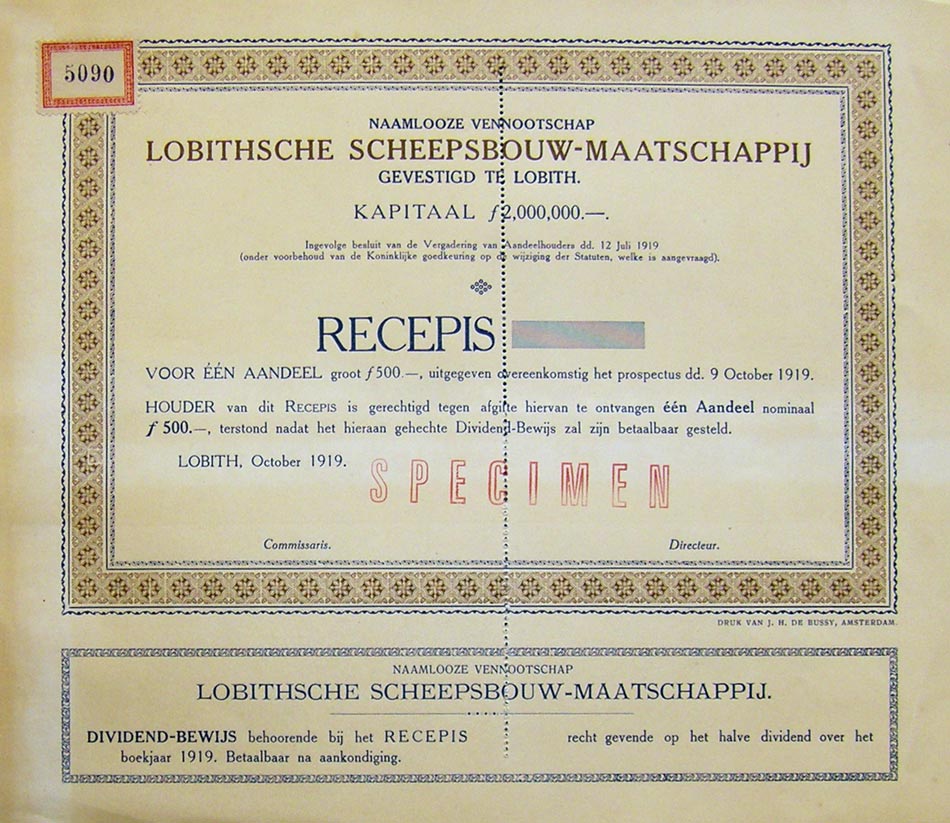 5090
NAAMLOOZE VENNOOTSCHAP
LOBITHSCHE SCHEEPSBOUW-MAATSCHAPPIJ
GEVESTIGD TE LOBITH.
KAPITAAL ƒ 2,000,000.—.
Ingevolge besluit van de Vergadering van Aandeelhouders dd. 12 Juli 1919
(onder voorbehoud van de Koninklijke goedkeuring op de wijziging der Statuten, welke is aangevraagd).
RECEPIS
VOOR ÉÉN AANDEEL groot ƒ 500.—, uitgegeven overeenkomstig het prospectus dd. 9 October 1919.
HOUDER van dit RECEPIS is gerechtigd tegen afgifte hiervan te ontvangen één Aandeel nominaal
ƒ 500.—, terstond nadat het hieraan gehechte Dividend-Bewijs zal zijn betaalbaar gesteld.
LOBITH, October 1919.
SPECIMEN
Commissaris. Directeur.
DRUK VAN J. H. DE BUSSY, AMSTERDAM.
NAAMLOOZE VENNOOTSCHAP
LOBITHSCHE SCHEEPSBOUW-MAATSCHAPPIJ.
DIVIDEND-BEWIJS behoorende bij het RECEPIS recht gevende op het halve dividend over het
boekjaar 1919. Betaalbaar na aankondiging.